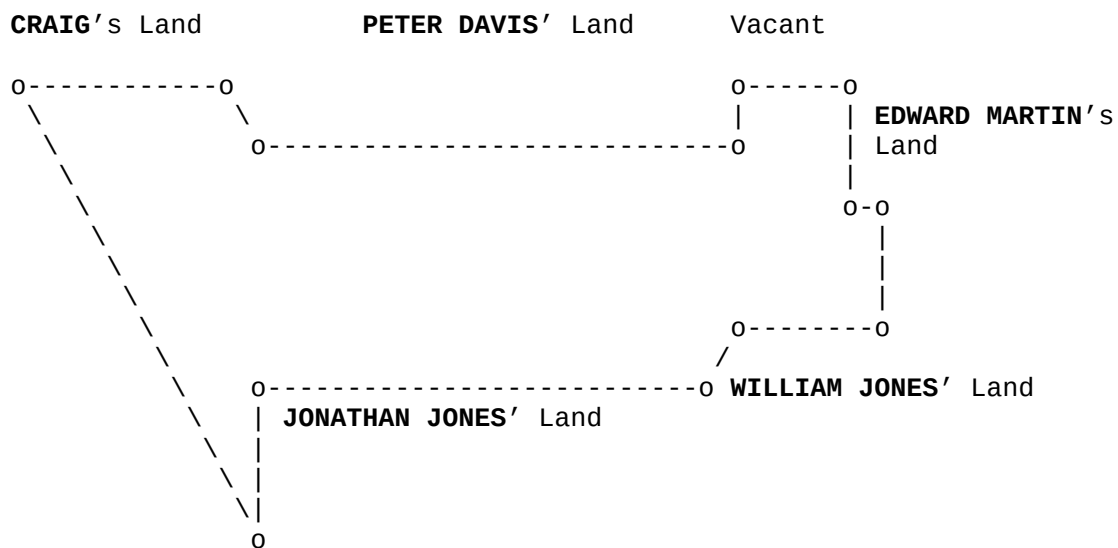 CRAIG’s Land PETER DAVIS’ Land Vacant
EDWARD MARTIN’s
Land
WILLIAM JONES’ Land
JONATHAN JONES’ Land